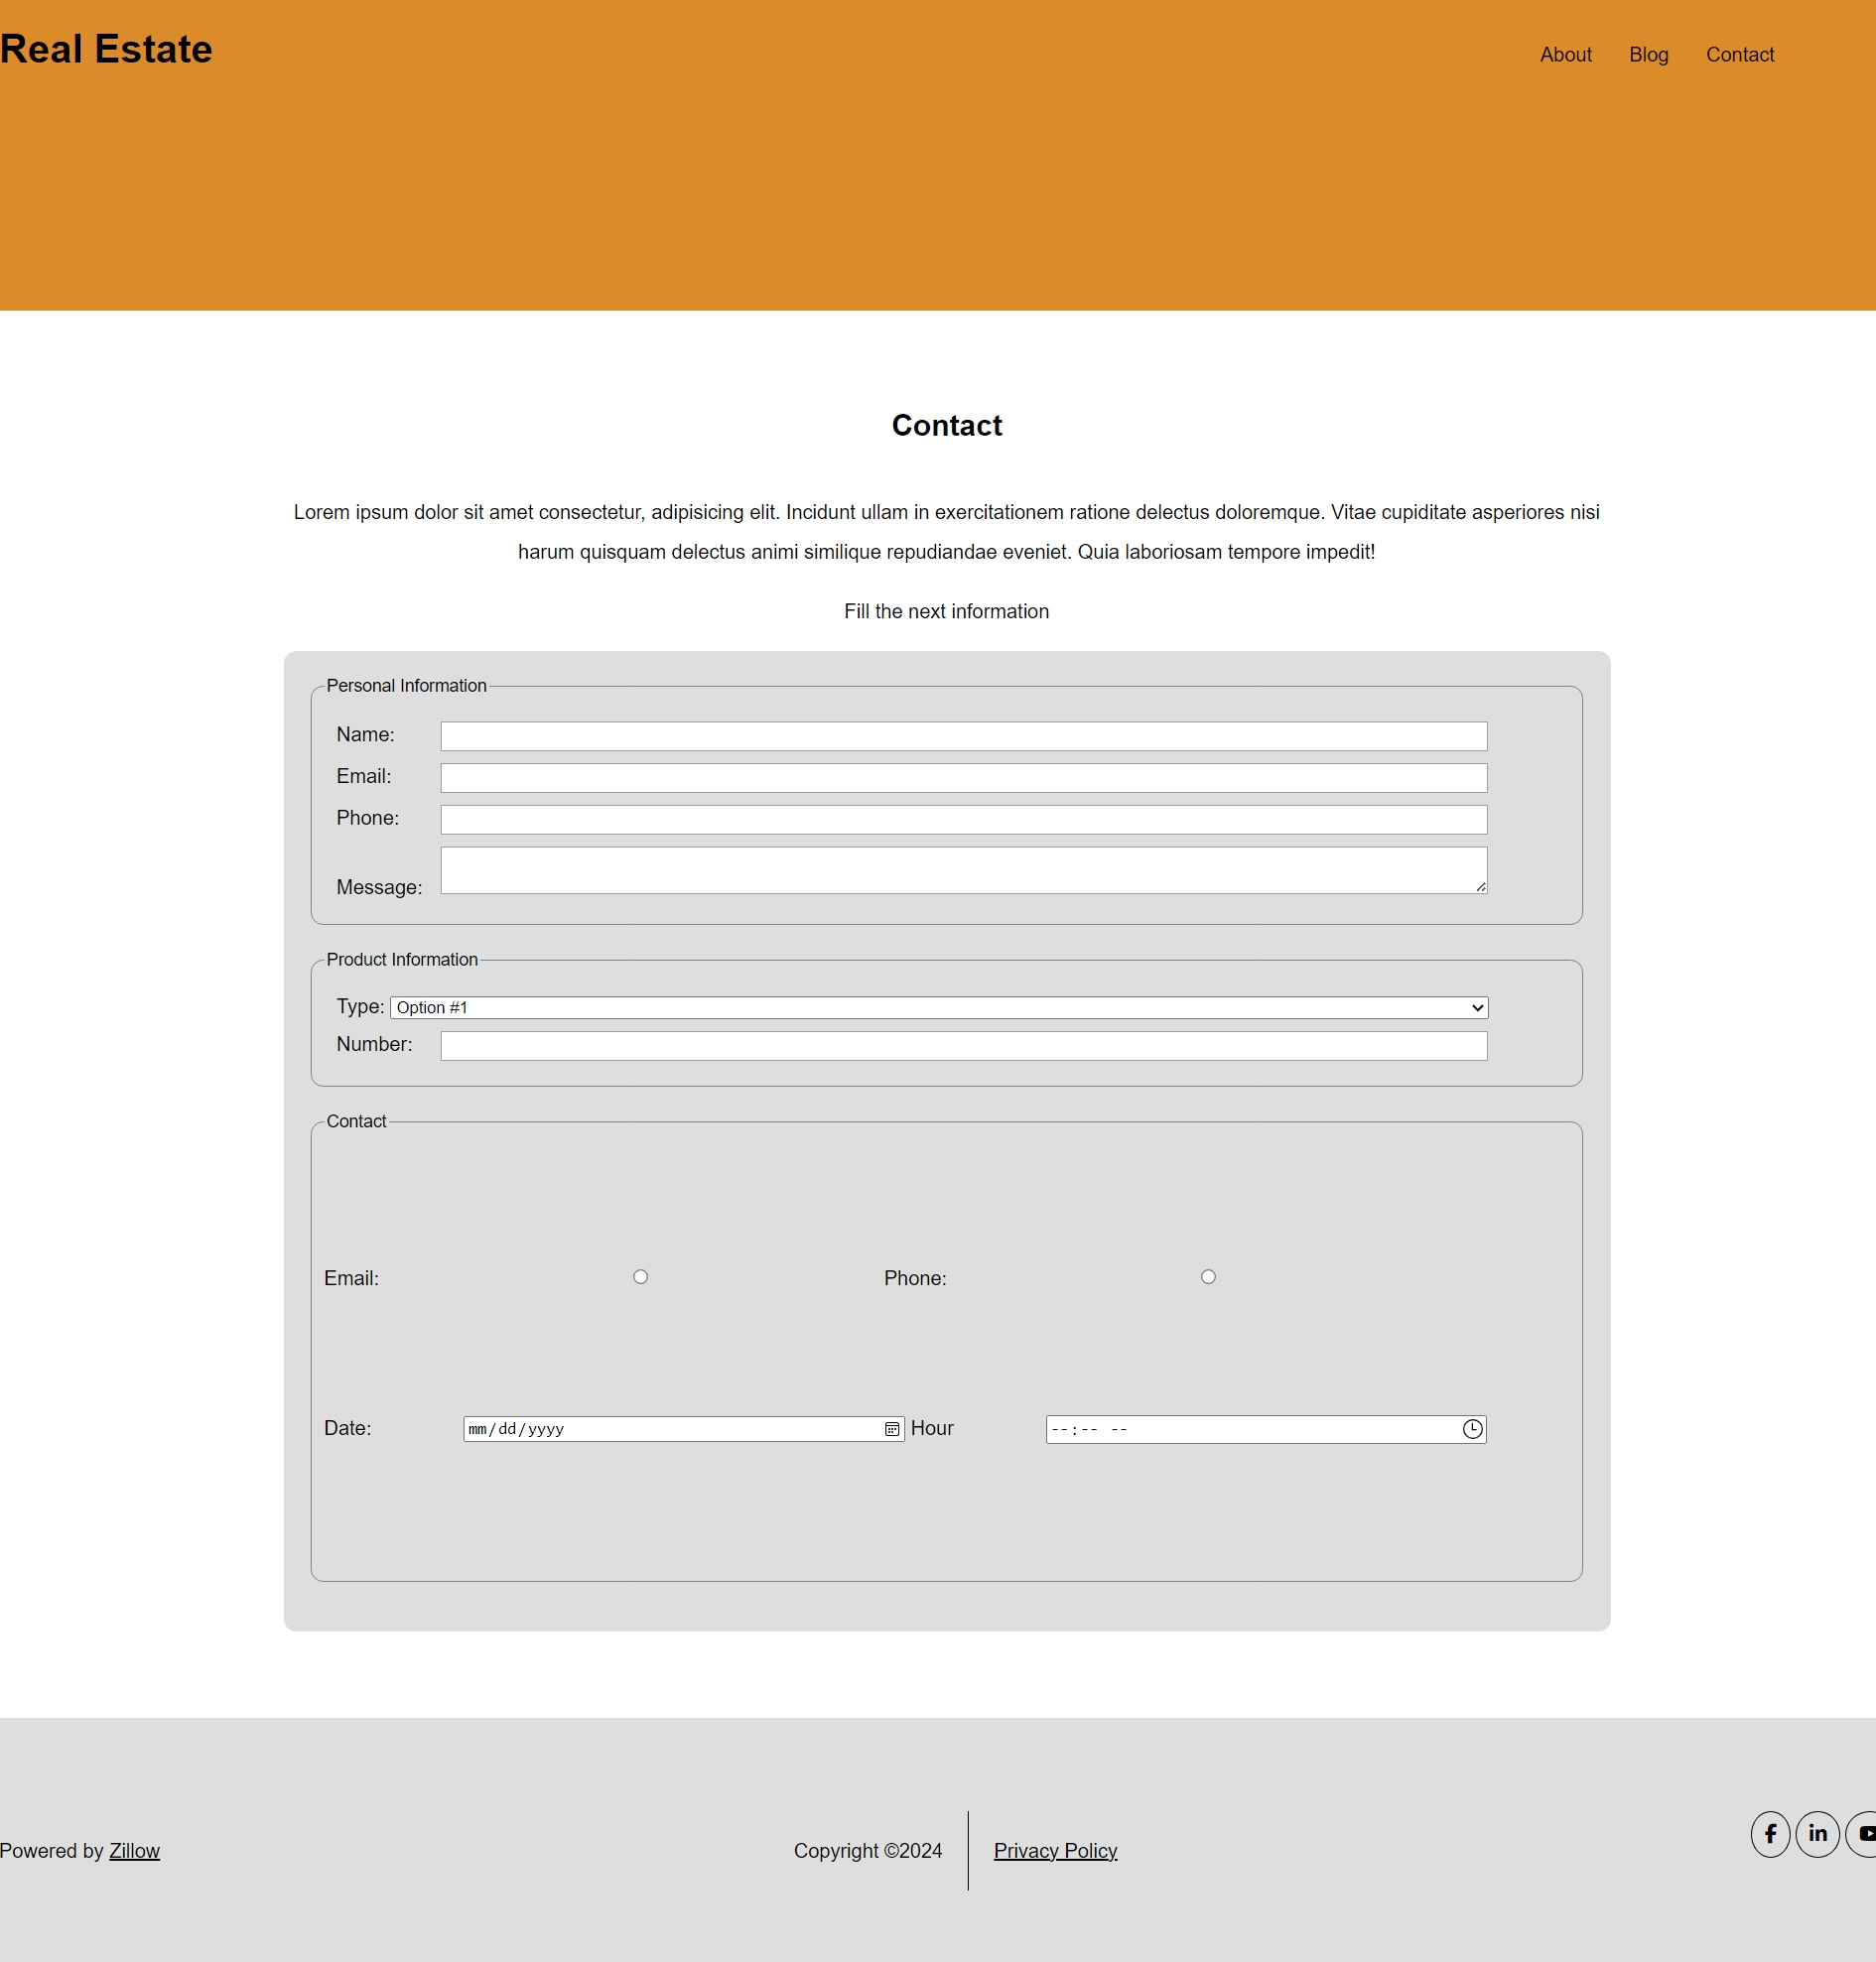 Real Estate
About Blog Contact
Contact
Lorem ipsum dolor sit amet consectetur, adipisicing elit. Incidunt ullam in exercitationem ratione delectus doloremque. Vitae cupiditate asperiores nisi
harum quisquam delectus animi similique repudiandae eveniet. Quia laboriosam tempore impedit!
Fill the next information
Personal Information
Name:
Email:
Phone:
Message:
Product Information
Type: Option #1
Number:
Contact
Email: Phone:
Date: mm/dd/yyyy Hour --:-- --
Powered by Zillow Copyright ©2024 Privacy Policy